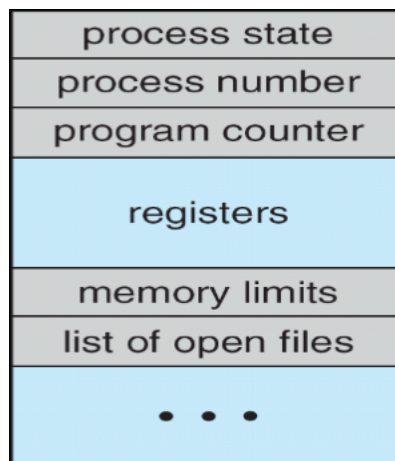 process state
process number
program counter
registers
memory limits
list of open files
• • •